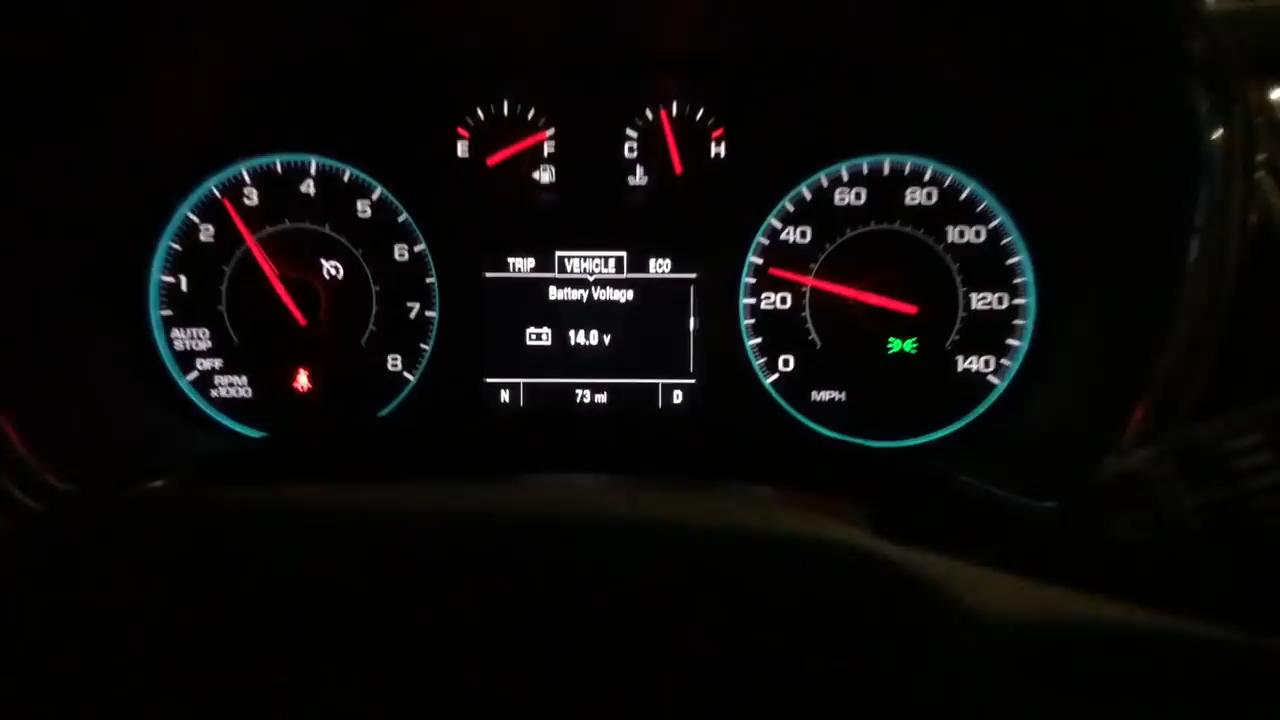 E F
C H
1 2 3 4 5 6 7 8
AUTO
STOP
OFF
RPM
x1000
TRIP VEHICLE ECO
Battery Voltage
14.0 V
N 73 mi D
0 20 40 60 80 100 120 140
MPH